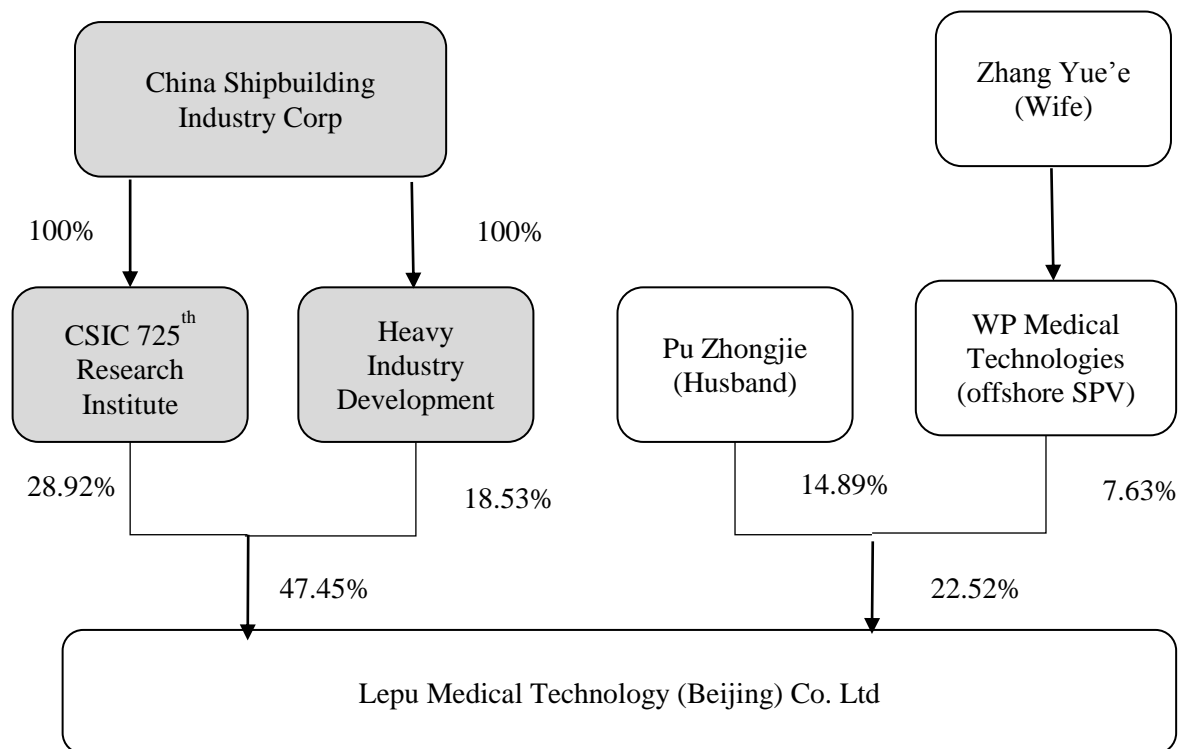 China Shipbuilding
Industry Corp
Zhang Yue’e
(Wife)
100%
100%
CSIC 725th
Research
Institute
Heavy
Industry
Development
Pu Zhongjie
(Husband)
WP Medical
Technologies
(offshore SPV)
28.92%
18.53%
14.89%
7.63%
47.45%
22.52%
Lepu Medical Technology (Beijing) Co. Ltd